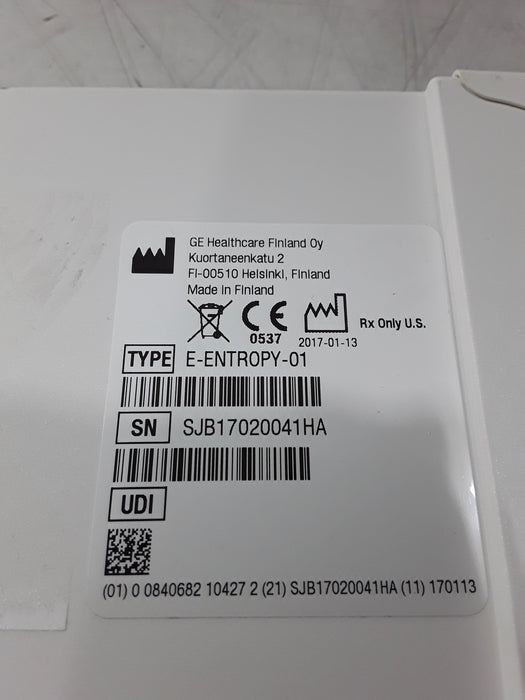 GE Healthcare Finland Oy
Kuortaneenkatu 2
FI-00510 Helsinki, Finland
Made in Finland
CE
0537
2017-01-13
Rx Only U.S.
TYPE E-ENTROPY-01
SN SJB17020041HA
UDI
(01) 0 0840682 10427 2 (21) SJB17020041HA (11) 170113